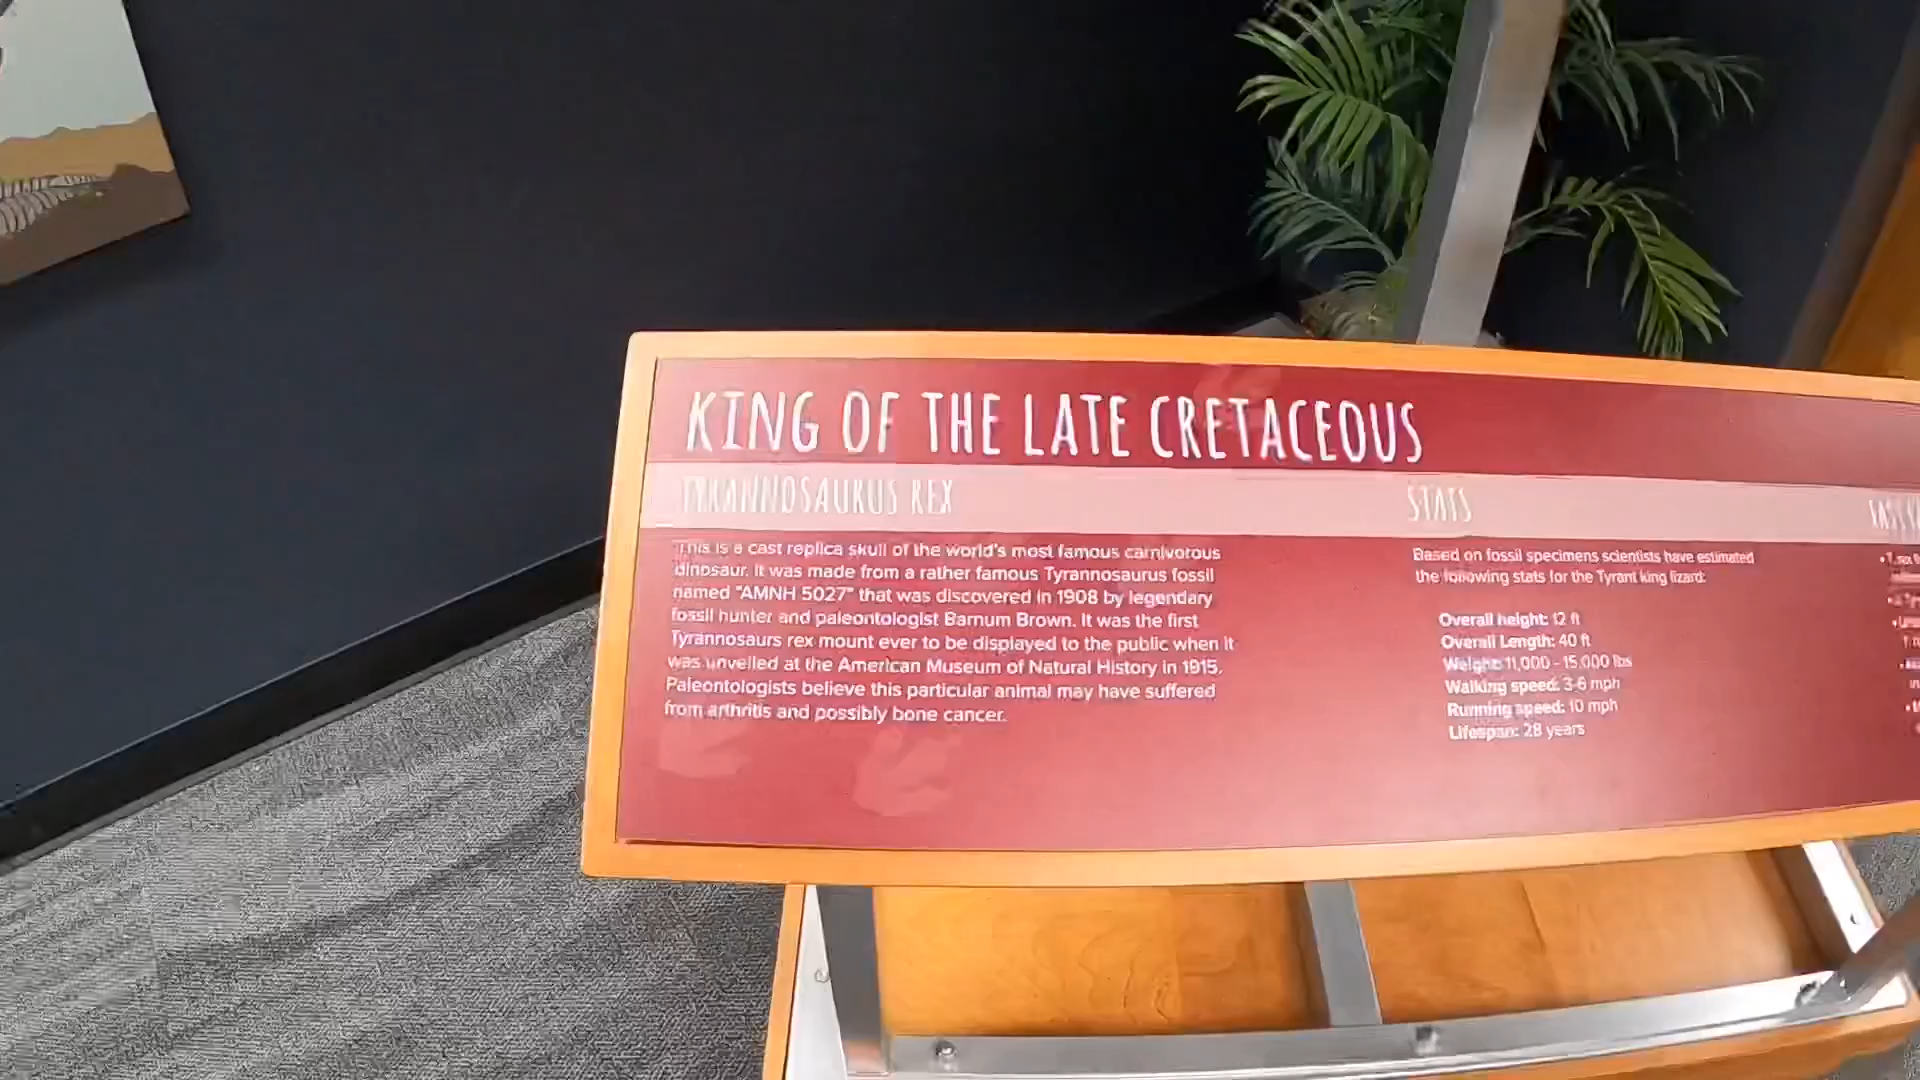 KING OF THE LATE CRETACEOUS
TYRANNOSAURUS REX
This is a cast replica skull of the world's most famous carnivorous
dinosaur. It was made from a rather famous Tyrannosaurus fossil
named "AMNH 5027" that was discovered in 1908 by legendary
fossil hunter and paleontologist Barnum Brown. It was the first
Tyrannosaurs rex mount ever to be displayed to the public when it
was unveiled at the American Museum of Natural History in 1915.
Paleontologists believe this particular animal may have suffered
from arthritis and possibly bone cancer.
STATS
Based on fossil specimens scientists have estimated
the following stats for the Tyrant king lizard:
Overall height: 12 ft
Overall Length: 40 ft
Weight: 11,000 - 15,000 lbs
Walking speed: 3-6 mph
Running speed: 10 mph
Lifespan: 28 years